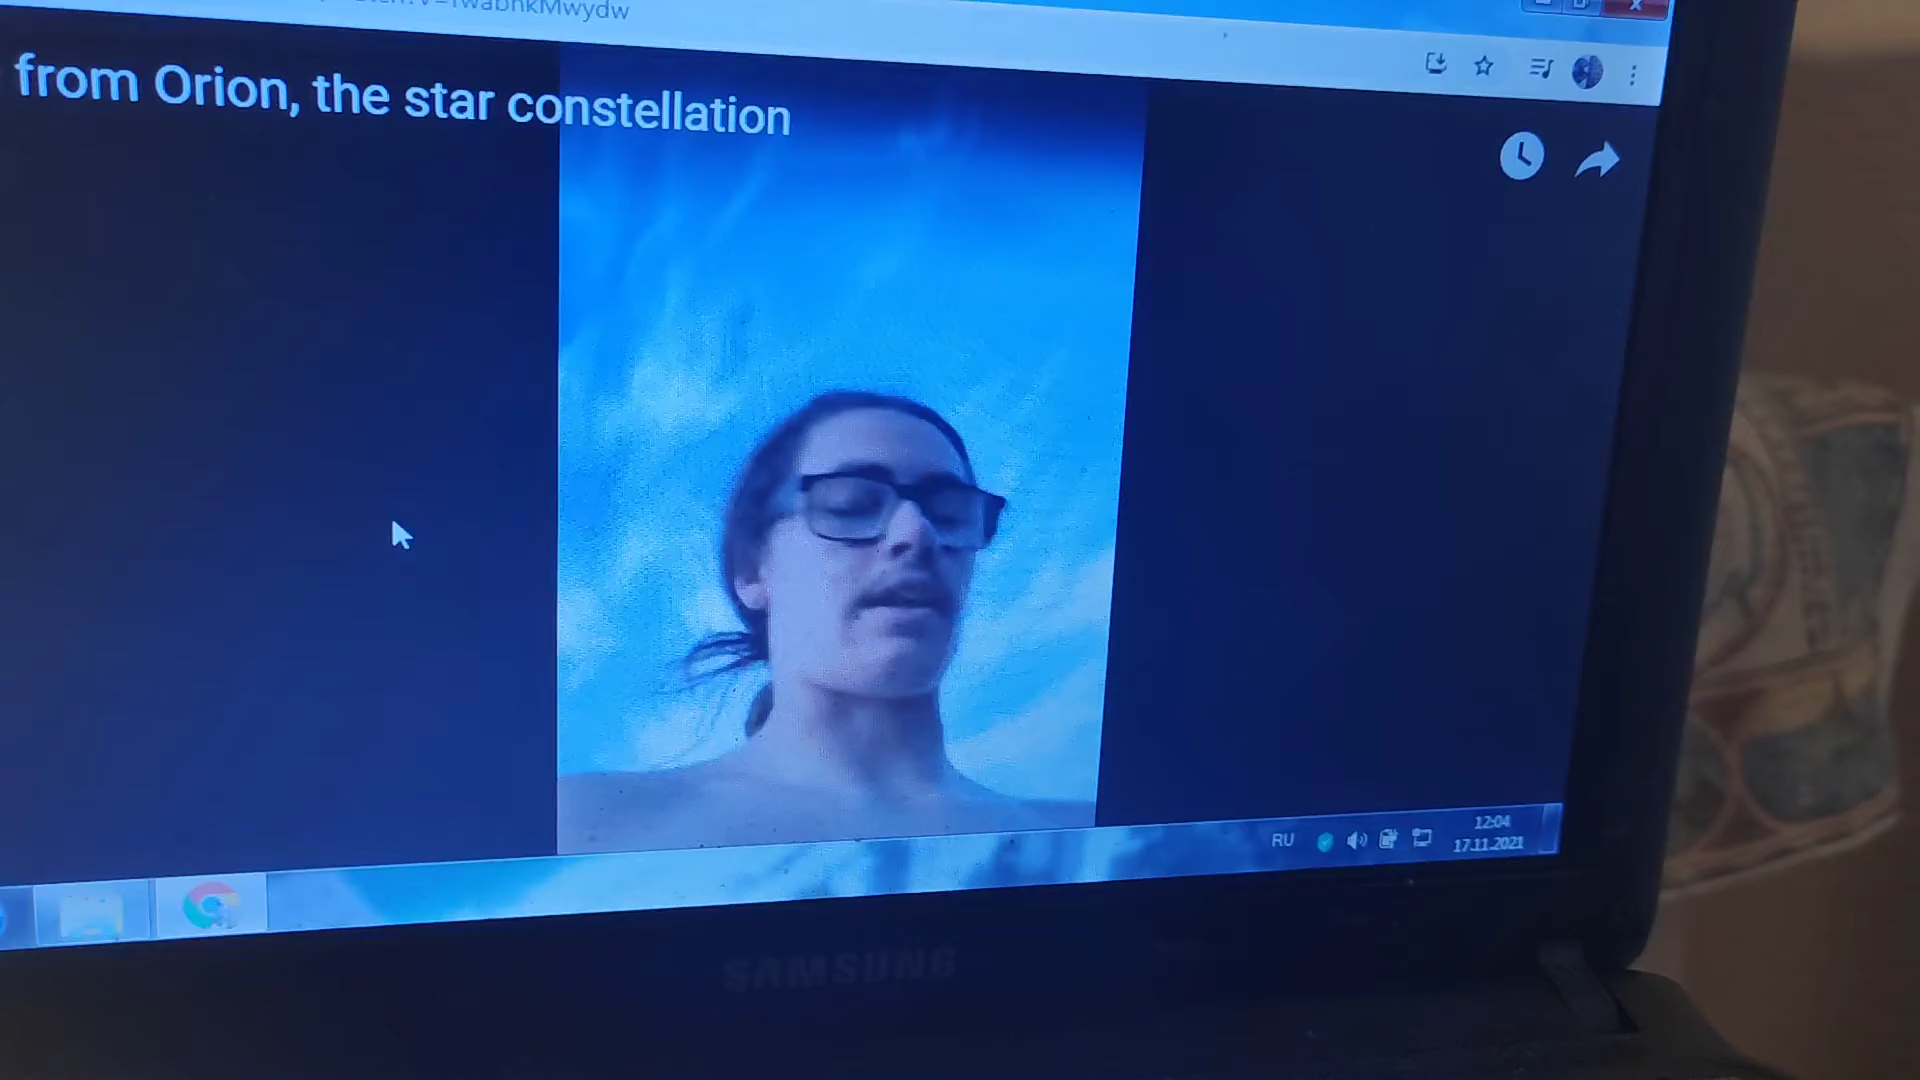 from Orion, the star constellation
RU
12:04
17.11.2021
SAMSUNG